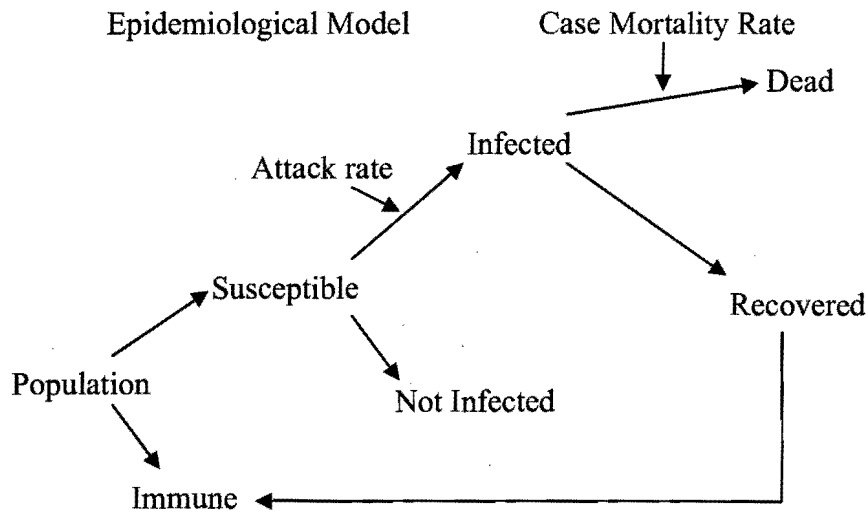 Epidemiological Model
Case Mortality Rate
Dead
Infected
Attack rate
Susceptible
Recovered
Population
Not Infected
Immune